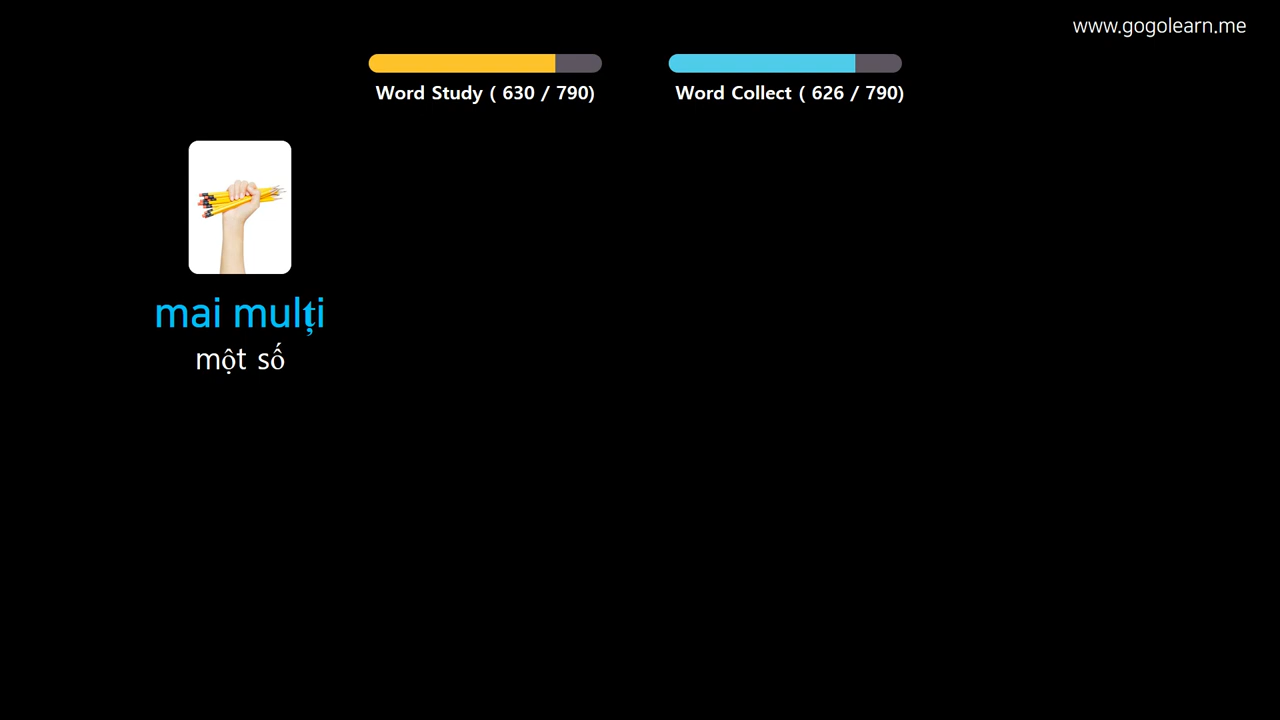 www.gogolearn.me
Word Study ( 630 / 790)
Word Collect ( 626 / 790)
mai mulți
một số